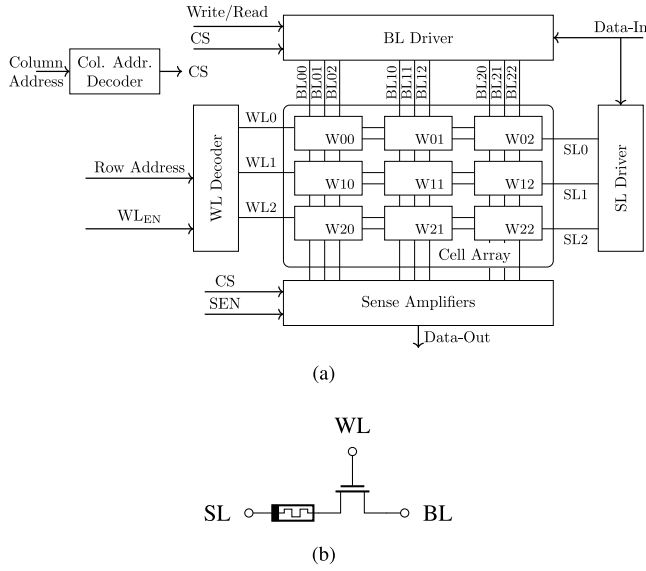 Write/Read
CS
BL Driver
Data-In
Column
Address
Col. Addr.
Decoder
CS
BL00
BL01
BL02
BL10
BL11
BL12
BL20
BL21
BL22
WL Decoder
WL0
WL1
WL2
W00
W01
W02
W10
W11
W12
W20
W21
W22
SL0
SL1
SL2
SL Driver
Row Address
WL_EN
Cell Array
CS
SEN
Sense Amplifiers
Data-Out
(a)
WL
SL
BL
(b)